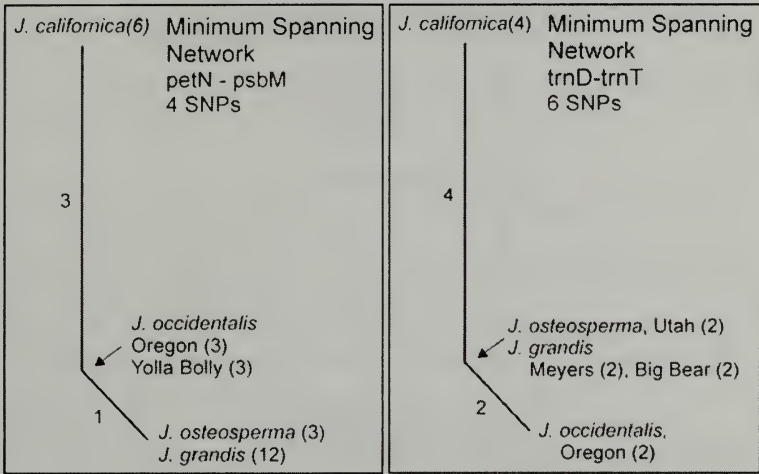 J. californica(6) Minimum Spanning
Network
petN - psbM
4 SNPs
3
J. occidentalis
Oregon (3)
Yolla Bolly (3)
1
J. osteosperma (3)
J. grandis (12)
J. californica(4) Minimum Spanning
Network
trnD-trnT
6 SNPs
4
J. osteosperma, Utah (2)
J. grandis
Meyers (2), Big Bear (2)
2
J. occidentalis,
Oregon (2)